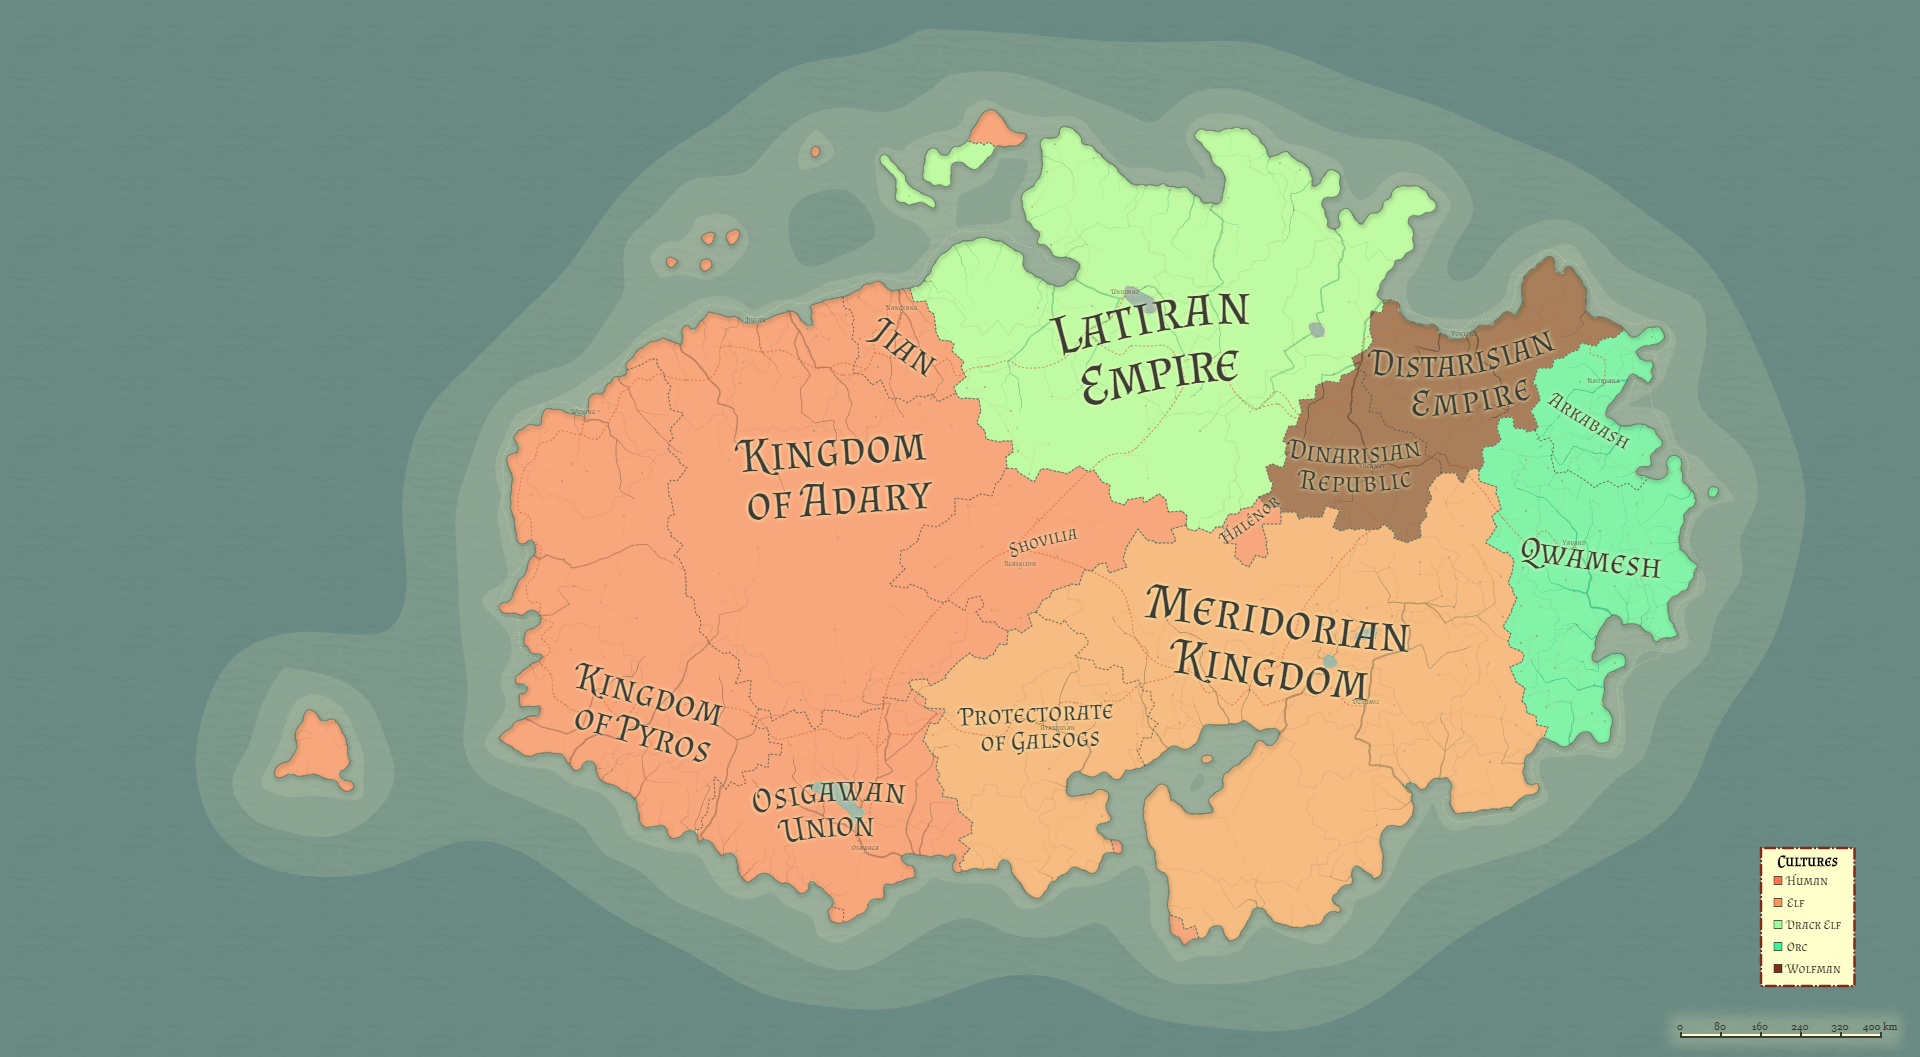 Jian
Latiran
Empire
Distarisian
Empire
Arkabash
Kingdom
of Adary
Dinarisian
Republic
Halenor
Shovilia
Qwamesh
Meridorian
Kingdom
Kingdom
of Pyros
Protectorate
of Galsogs
Osigawan
Union
Cultures
Human
Elf
Drack Elf
Orc
Wolfman
0 80 160 240 320 400 km